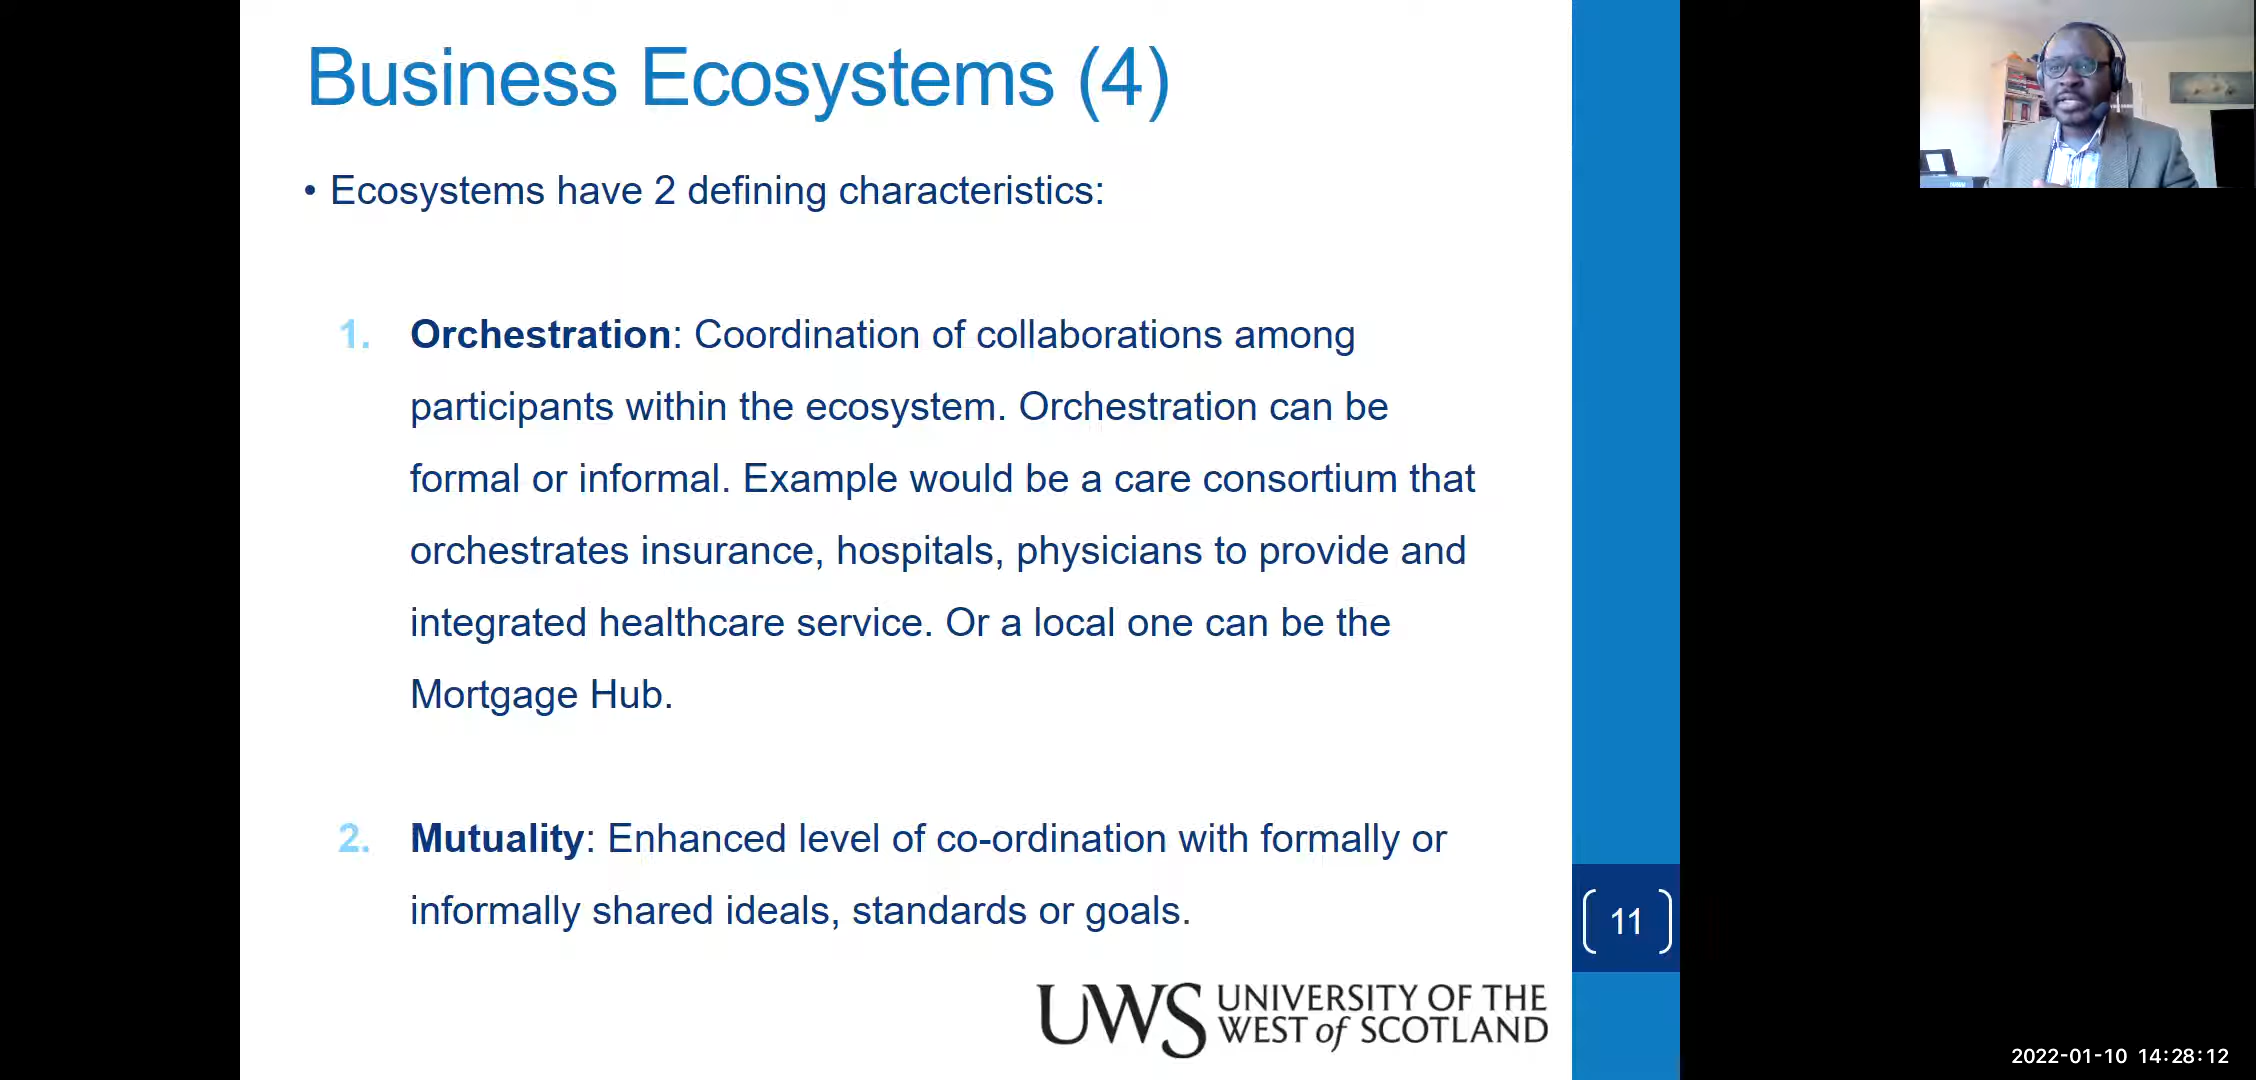 Business Ecosystems (4)
• Ecosystems have 2 defining characteristics:
1. Orchestration: Coordination of collaborations among
participants within the ecosystem. Orchestration can be
formal or informal. Example would be a care consortium that
orchestrates insurance, hospitals, physicians to provide and
integrated healthcare service. Or a local one can be the
Mortgage Hub.
2. Mutuality: Enhanced level of co-ordination with formally or
informally shared ideals, standards or goals.
11
UWS UNIVERSITY OF THE
WEST of SCOTLAND
2022-01-10 14:28:12